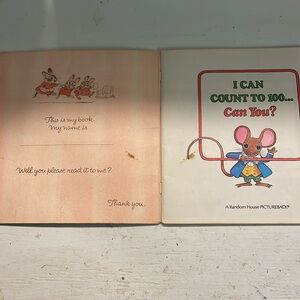 This is my book.
My name is
Will you please read it to me?
Thank you.
I CAN
COUNT TO 100...
Can You?
A Random House PICTUREBACK®